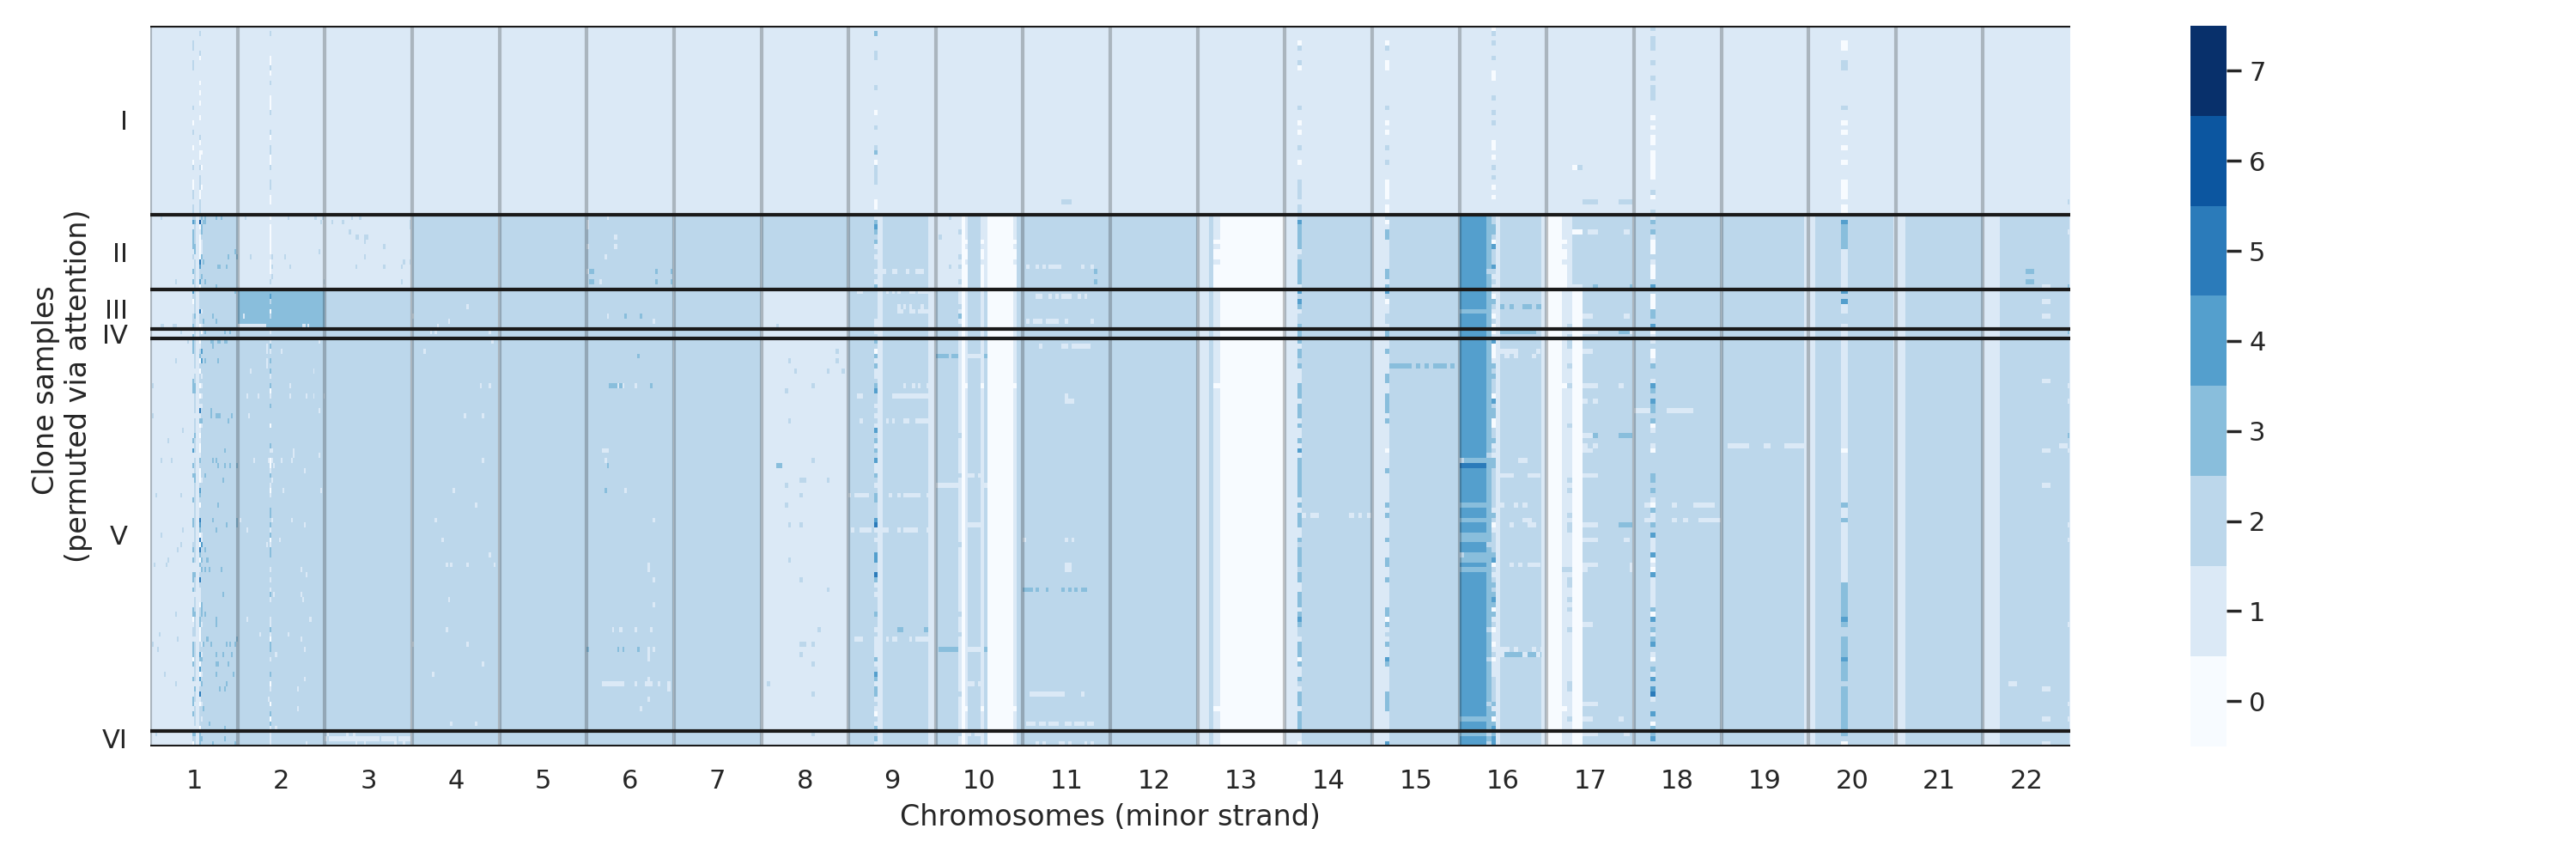 Clone samples
(permuted via attention)
I
II
III
IV
V
VI
1 2 3 4 5 6 7 8 9 10 11 12 13 14 15 16 17 18 19 20 21 22
Chromosomes (minor strand)
7
6
5
4
3
2
1
0